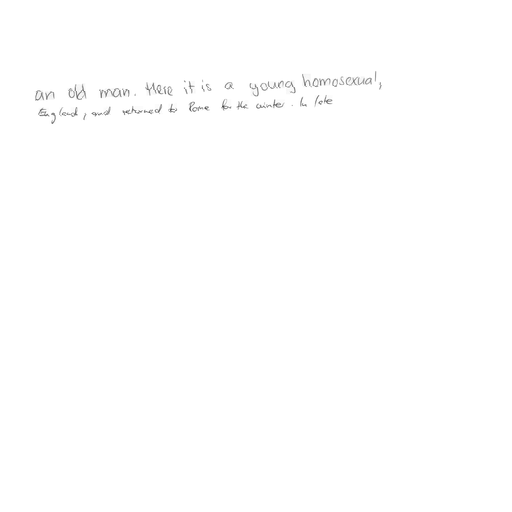 an old man. Here it is a young homosexual,
England, and returned to Rome for the winter. In late